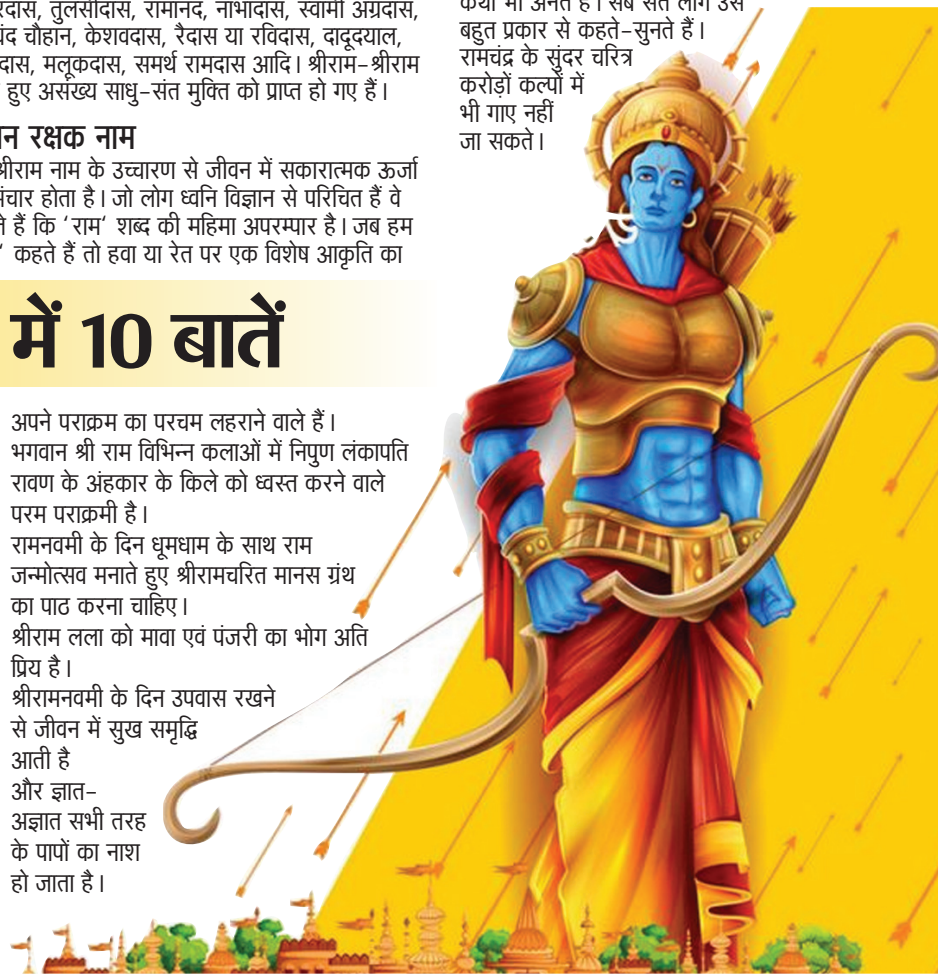 तुलसीदास, रामानंद, नाभादास, स्वामी अग्रदास,
चौहान, केशवदास, रैदास या रविदास, दादूदयाल,
मलूकदास, समर्थ रामदास आदि। श्रीराम-श्रीराम
हुए असंख्य साधु-संत मुक्ति को प्राप्त हो गए हैं।
रक्षक नाम
श्रीराम नाम के उच्चारण से जीवन में सकारात्मक ऊर्जा
संचार होता है। जो लोग ध्वनि विज्ञान से परिचित हैं वे
हैं कि 'राम' शब्द की महिमा अपरम्पार है। जब हम
कहते हैं तो हवा या रेत पर एक विशेष आकृति का
बहुत प्रकार से कहते-सुनते हैं।
रामचंद्र के सुंदर चरित्र
करोड़ों कल्पों में
भी गाए नहीं
जा सकते।
में 10 बातें
अपने पराक्रम का परचम लहराने वाले हैं।
भगवान श्री राम विभिन्न कलाओं में निपुण लंकापति
रावण के अंहकार के किले को ध्वस्त करने वाले
परम पराक्रमी है।
रामनवमी के दिन धूमधाम के साथ राम
जन्मोत्सव मनाते हुए श्रीरामचरित मानस ग्रंथ
का पाठ करना चाहिए।
श्रीराम लला को मावा एवं पंजरी का भोग अति
प्रिय है।
श्रीरामनवमी के दिन उपवास रखने
से जीवन में सुख समृद्धि
आती है
और ज्ञात-
अज्ञात सभी तरह
के पापों का नाश
हो जाता है।